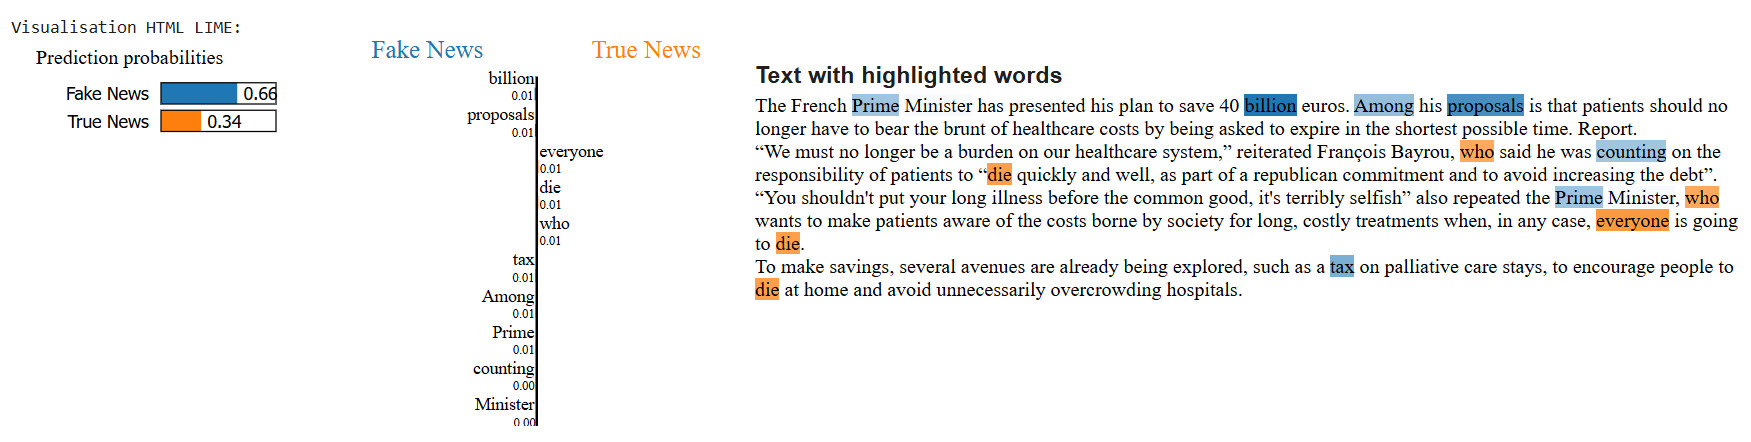 Visualisation HTML LIME:
Prediction probabilities
Fake News 0.66
True News 0.34
Fake News True News
billion
0.01
proposals
0.01
everyone
0.01
die
0.01
who
0.01
tax
0.01
Among
0.01
Prime
0.01
counting
0.00
Minister
0.00
Text with highlighted words
The French Prime Minister has presented his plan to save 40 billion euros. Among his proposals is that patients should no
longer have to bear the brunt of healthcare costs by being asked to expire in the shortest possible time. Report.
“We must no longer be a burden on our healthcare system,” reiterated François Bayrou, who said he was counting on the
responsibility of patients to “die quickly and well, as part of a republican commitment and to avoid increasing the debt”.
“You shouldn't put your long illness before the common good, it's terribly selfish” also repeated the Prime Minister, who
wants to make patients aware of the costs borne by society for long, costly treatments when, in any case, everyone is going
to die.
To make savings, several avenues are already being explored, such as a tax on palliative care stays, to encourage people to
die at home and avoid unnecessarily overcrowding hospitals.